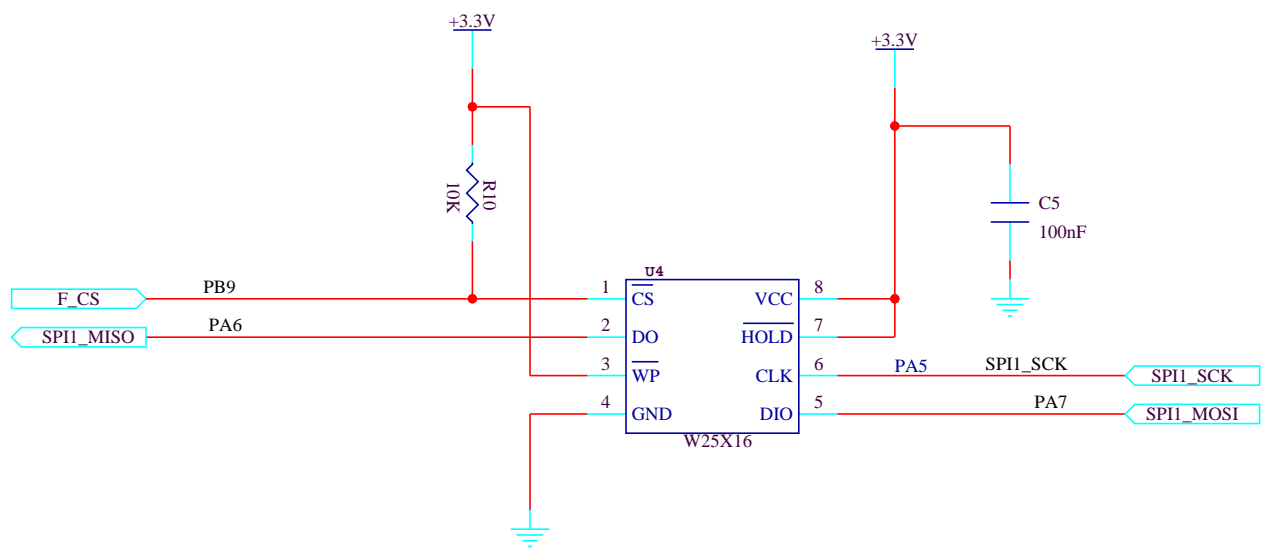 +3.3V
+3.3V
R10
10K
C5
100nF
U4
F_CS
PB9
1
CS
VCC
8
SPI1_MISO
PA6
2
DO
HOLD
7
3
WP
CLK
6
PA5
SPI1_SCK
SPI1_SCK
4
GND
DIO
5
PA7
SPI1_MOSI
W25X16